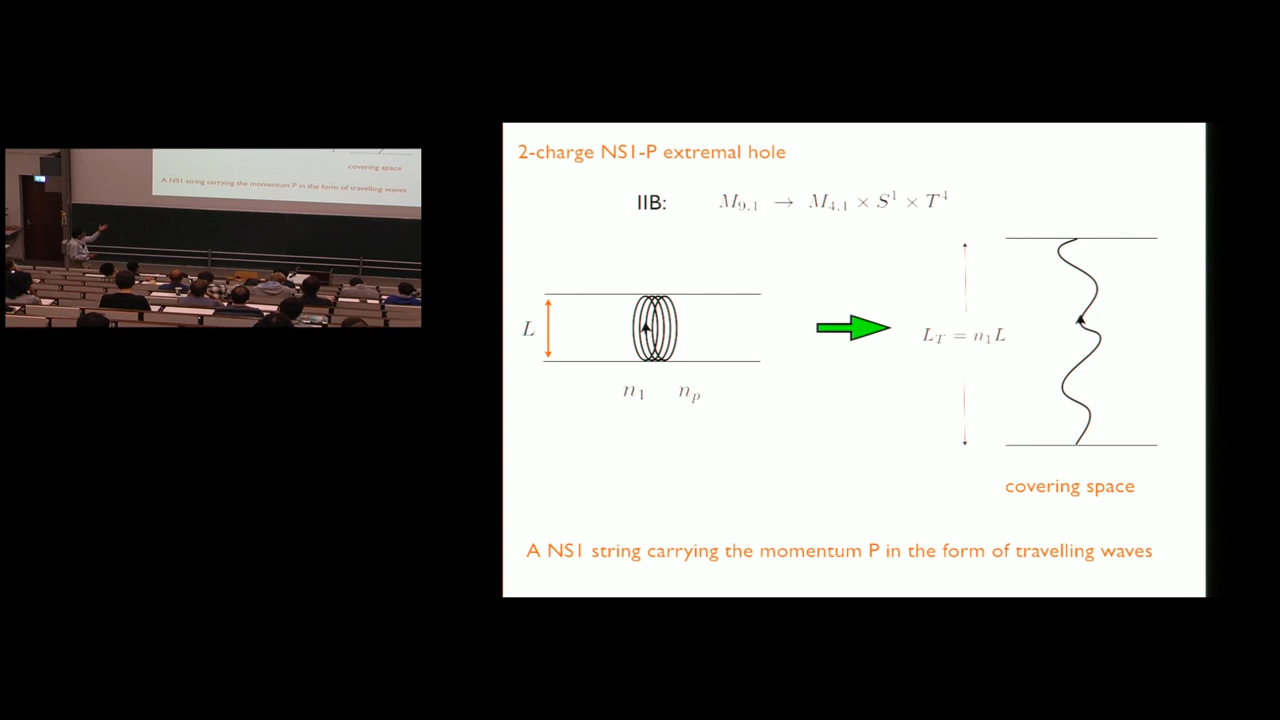 covering space
A NS1 string carrying the momentum P in the form of travelling waves
2-charge NS1-P extremal hole
IIB: M_{9,1} → M_{4,1} × S^1 × T^4
L
L_T = n_1 L
n_1 n_p
covering space
A NS1 string carrying the momentum P in the form of travelling waves